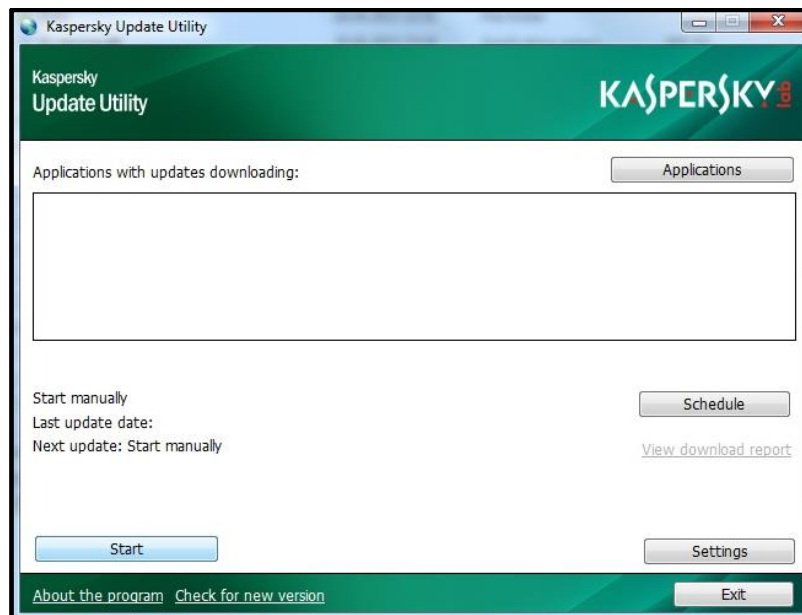 Kaspersky Update Utility
Kaspersky
Update Utility
KASPERSKY lab
Applications with updates downloading:
Applications
Start manually
Schedule
Last update date:
Next update: Start manually
View download report
Start
Settings
About the program
Check for new version
Exit